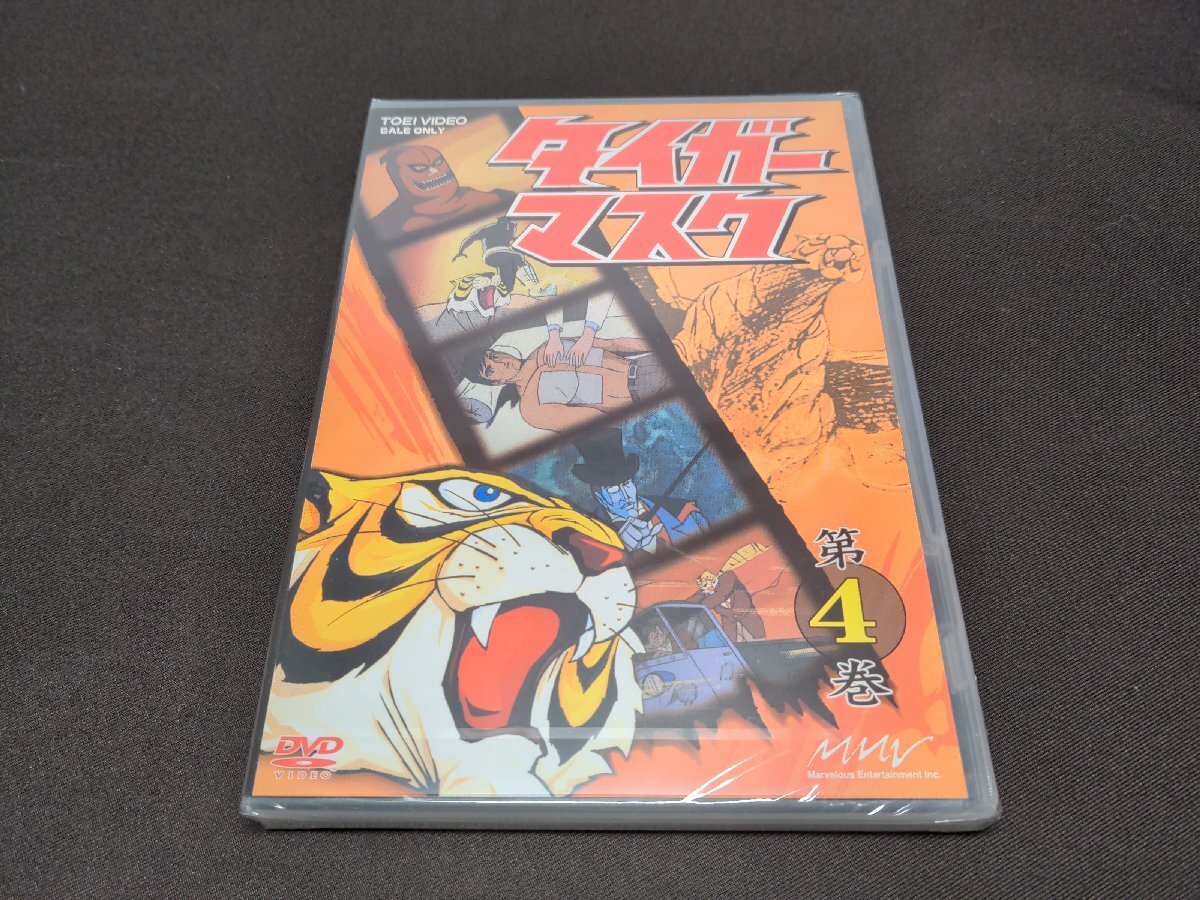 TOEI VIDEO
SALE ONLY
タイガー
マスク
第
4
巻
DVD
VIDEO
MMV
Marvelous Entertainment Inc.